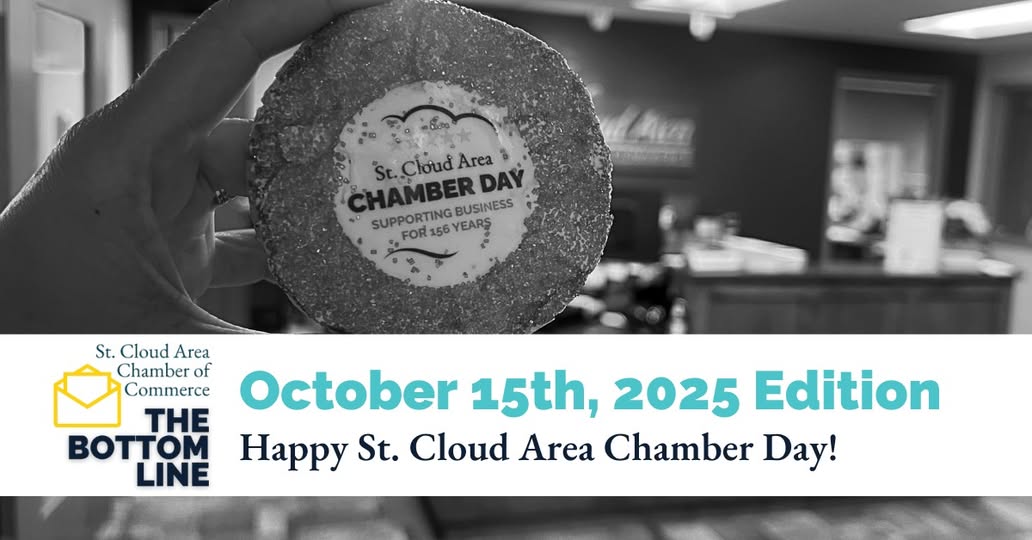 St. Cloud Area
CHAMBER DAY
SUPPORTING BUSINESS
FOR 156 YEARS
St. Cloud Area
Chamber of
Commerce
THE
BOTTOM
LINE
October 15th, 2025 Edition
Happy St. Cloud Area Chamber Day!